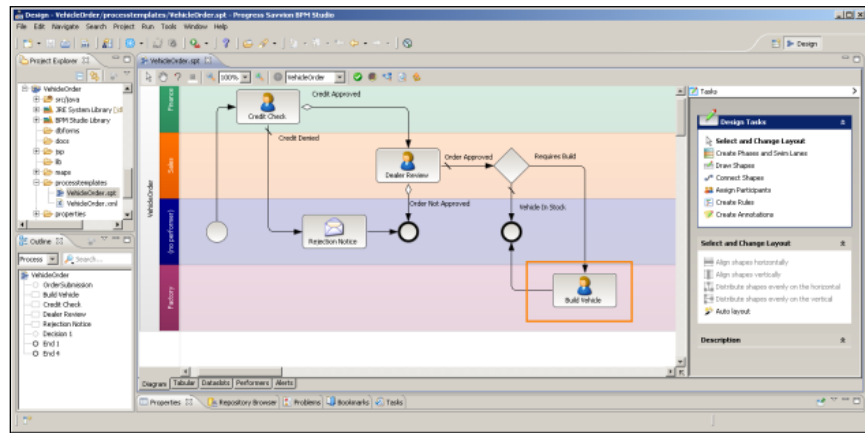 Design - VehicleOrder/processtemplates/VehicleOrder.spt - Progress Savvion BPM Studio
File Edit Navigate Search Project Run Tools Window Help
Design
Project Explorer
VehicleOrder
src/java
JRE System Library
BPM Studio Library
dbforms
docs
jsp
lib
maps
processtemplates
VehicleOrder.spt
VehicleOrder.xml
properties
Outline
Process
Search...
VehicleOrder
OrderSubmission
Build Vehicle
Credit Check
Dealer Review
Rejection Notice
Decision 1
End 1
End 4
VehicleOrder.spt
100%
VehicleOrder
VehicleOrder
Finance
Credit Check
Credit Approved
Credit Denied
Sales
Dealer Review
Order Approved
Requires Build
Order Not Approved
Vehicle In Stock
(no performer)
Rejection Notice
Factory
Build Vehicle
Diagram Tabular Dataslots Performers Alerts
Tasks
Design Tasks
Select and Change Layout
Create Phases and Swim Lanes
Draw Shapes
Connect Shapes
Assign Participants
Create Rules
Create Annotations
Select and Change Layout
Align shapes horizontally
Align shapes vertically
Distribute shapes evenly on the horizontal
Distribute shapes evenly on the vertical
Auto layout
Description
Properties Repository Browser Problems Bookmarks Tasks